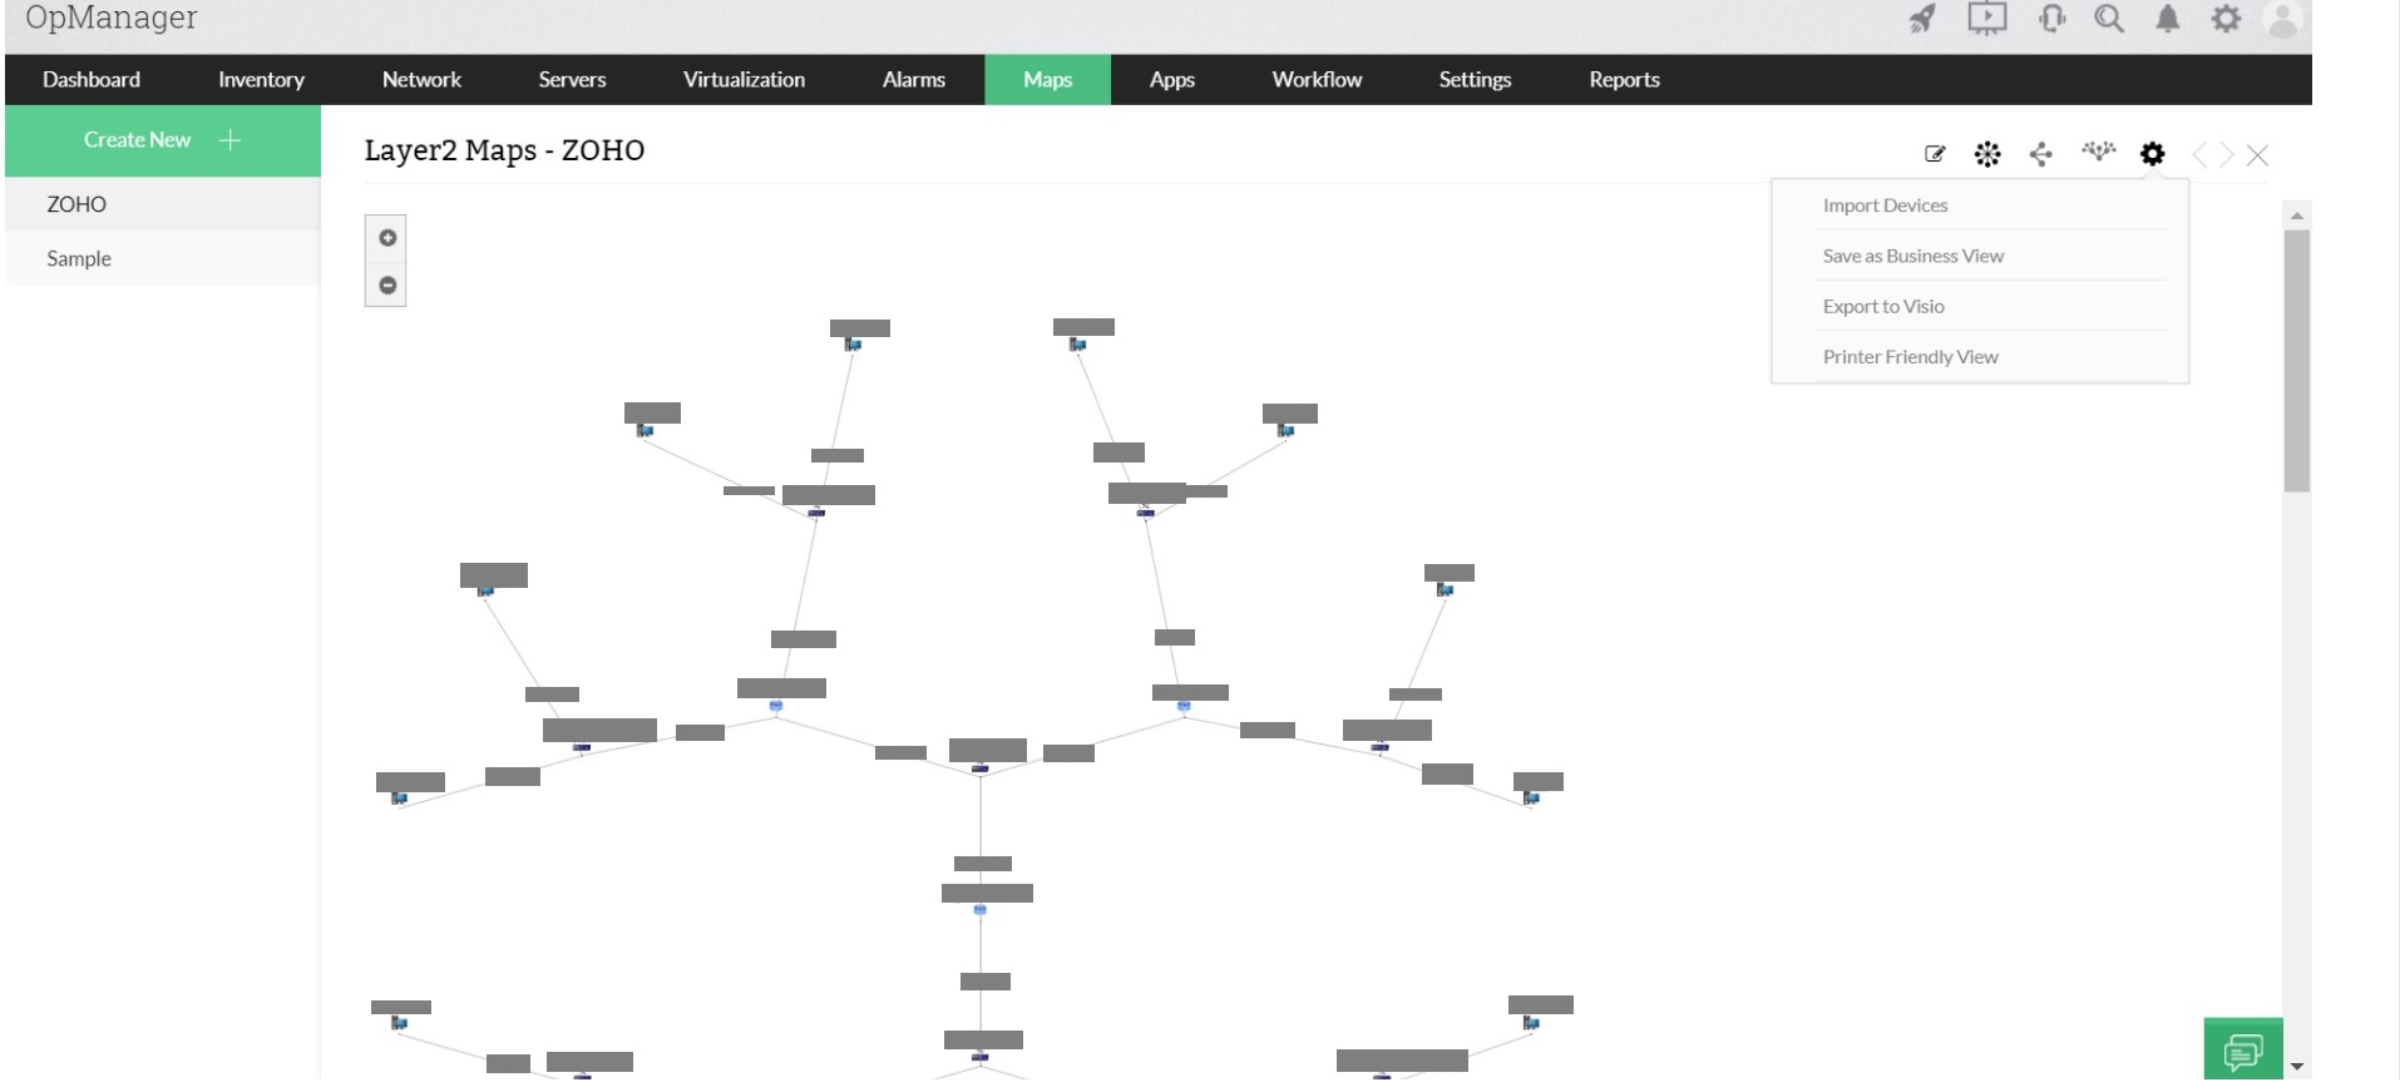 OpManager
Dashboard Inventory Network Servers Virtualization Alarms Maps Apps Workflow Settings Reports
Create New
ZOHO
Sample
Layer2 Maps - ZOHO
Import Devices
Save as Business View
Export to Visio
Printer Friendly View